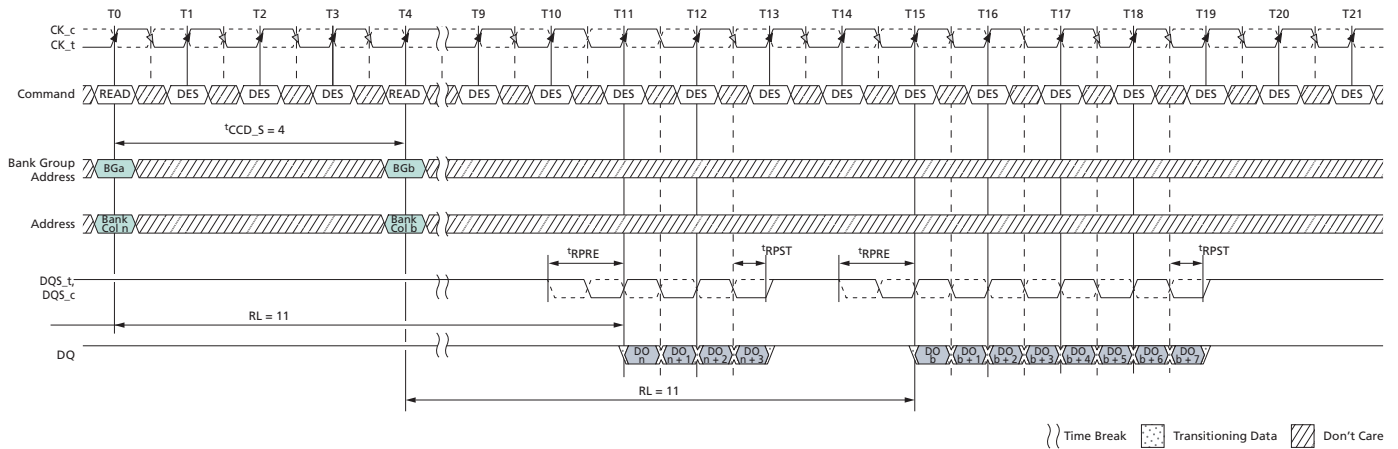 T0 T1 T2 T3 T4 T9 T10 T11 T12 T13 T14 T15 T16 T17 T18 T19 T20 T21
CK_c
CK_t
Command READ DES DES DES READ DES DES DES DES DES DES DES DES DES DES DES DES DES
tCCD_S = 4
Bank Group
Address
BGa BGb
Address
Bank
Col n
Bank
Col b
tRPRE tRPST tRPRE tRPST
DQS_t,
DQS_c
RL = 11
DQ
DO
n
DO
n + 1
DO
n + 2
DO
n + 3
DO
b
DO
b + 1
DO
b + 2
DO
b + 3
DO
b + 4
DO
b + 5
DO
b + 6
DO
b + 7
RL = 11
Time Break Transitioning Data Don't Care